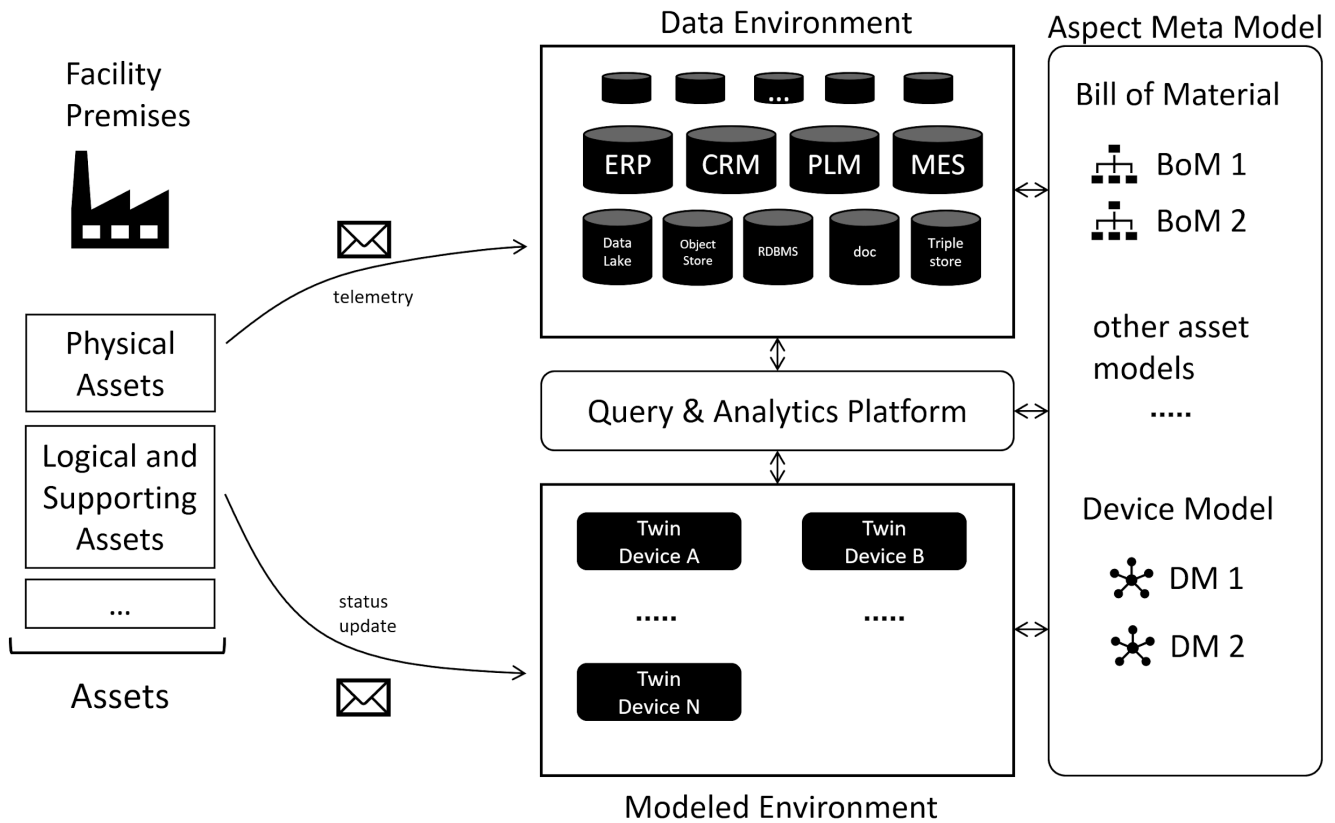 Facility
Premises
telemetry
Physical
Assets
Logical and
Supporting
Assets
...
Assets
status
update
Data Environment
...
ERP
CRM
PLM
MES
Data
Lake
Object
Store
RDBMS
doc
Triple
store
Query & Analytics Platform
Twin
Device A
Twin
Device B
.....
.....
Twin
Device N
Modeled Environment
Aspect Meta Model
Bill of Material
BoM 1
BoM 2
other asset
models
.....
Device Model
DM 1
DM 2